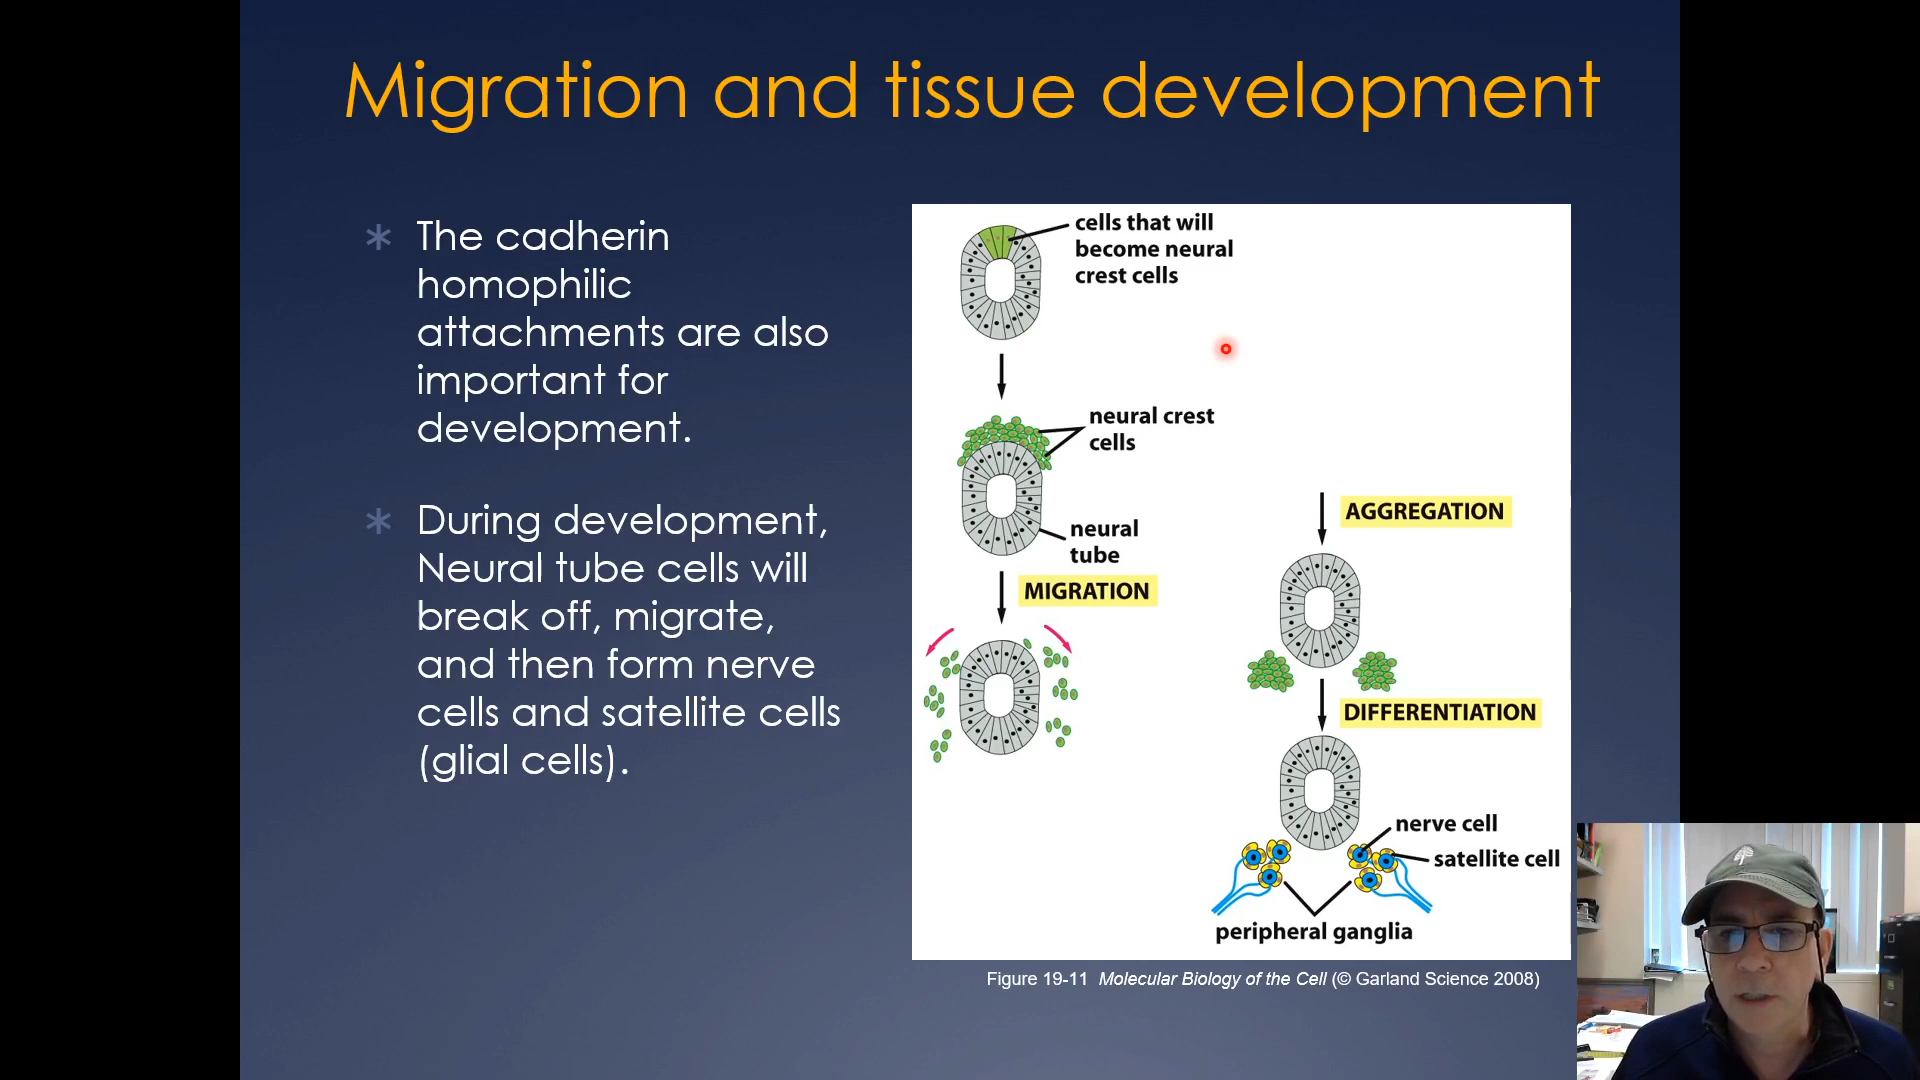 Migration and tissue development
The cadherin
homophilic
attachments are also
important for
development.
During development,
Neural tube cells will
break off, migrate,
and then form nerve
cells and satellite cells
(glial cells).
cells that will
become neural
crest cells
neural crest
cells
neural
tube
MIGRATION
AGGREGATION
DIFFERENTIATION
nerve cell
satellite cell
peripheral ganglia
Figure 19-11 Molecular Biology of the Cell (© Garland Science 2008)